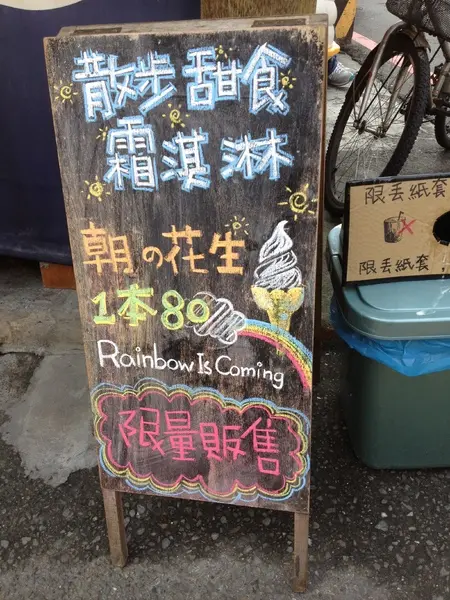 散步甜食
霜淇淋
朝の花生
1本80
Rainbow Is Coming
限量販售
限丟紙套
限丟紙套